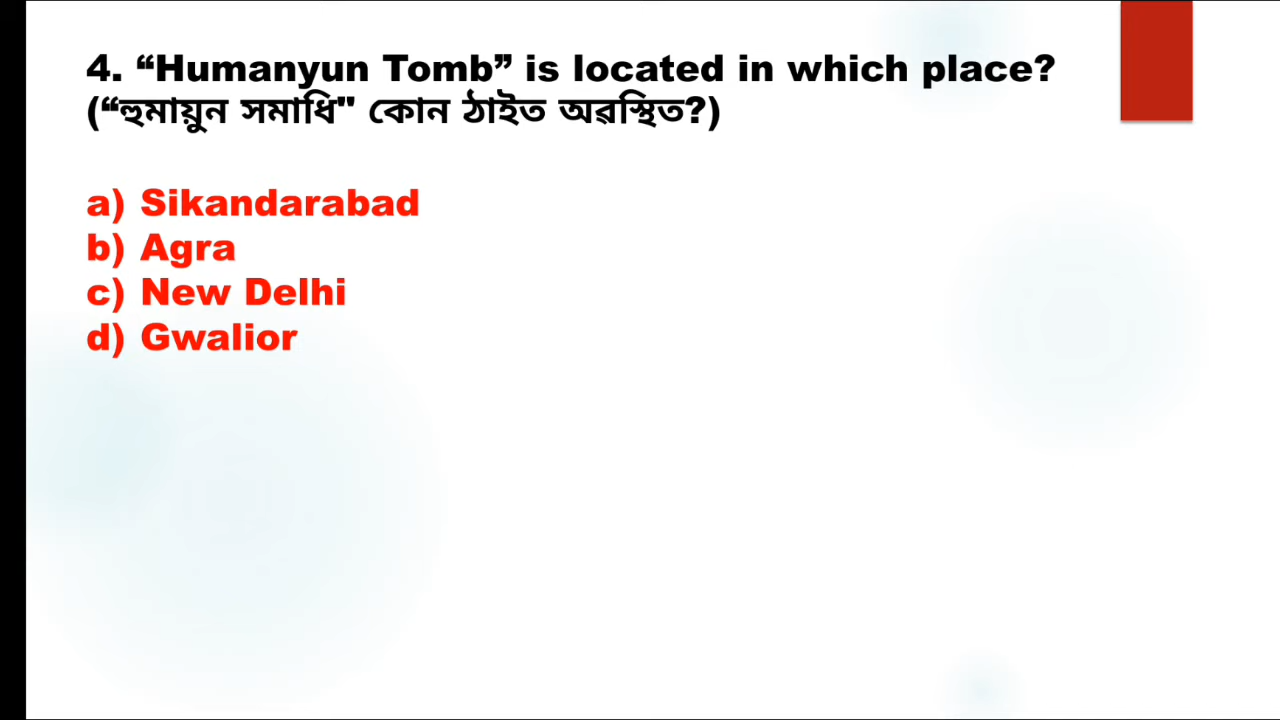 4. “Humanyun Tomb” is located in which place?
(“হুমায়ুন সমাধি" কোন ঠাইত অৱস্থিত?)
a) Sikandarabad
b) Agra
c) New Delhi
d) Gwalior